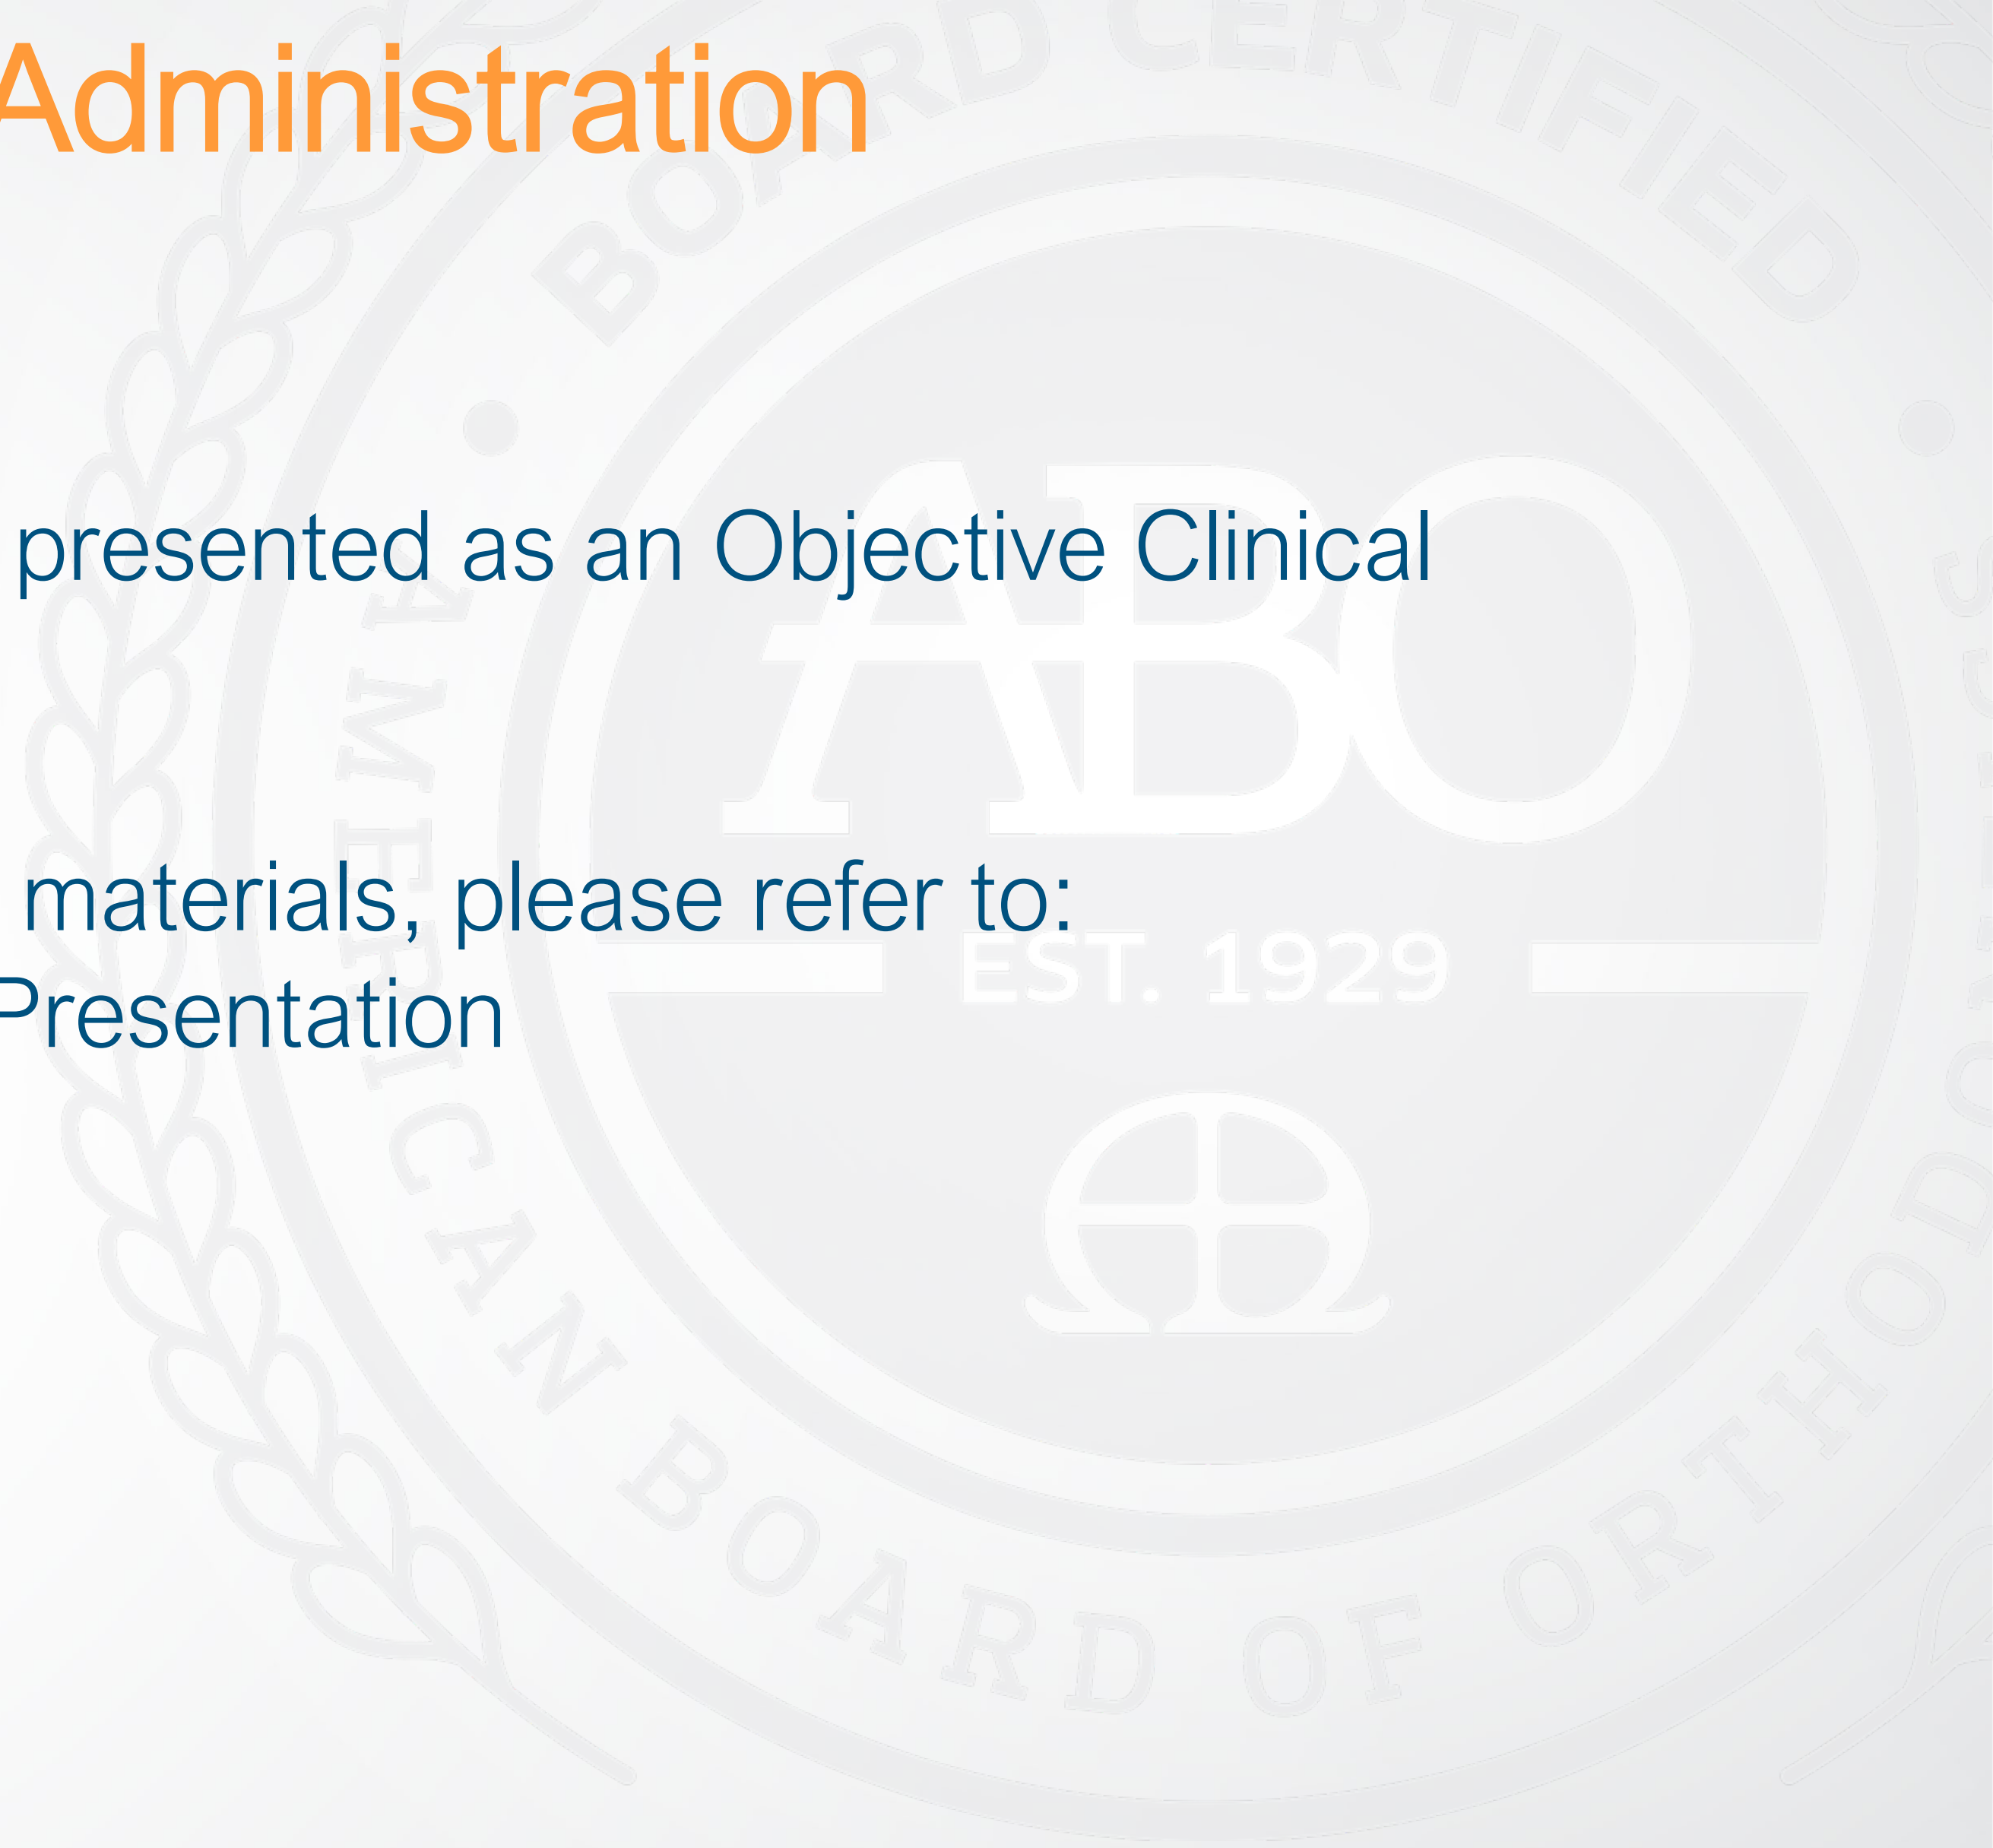 Administration
presented as an Objective Clinical
materials, please refer to:
Presentation
BOARD CERTIFIED
ABO
EST. 1929
AMERICAN BOARD OF ORTHODO